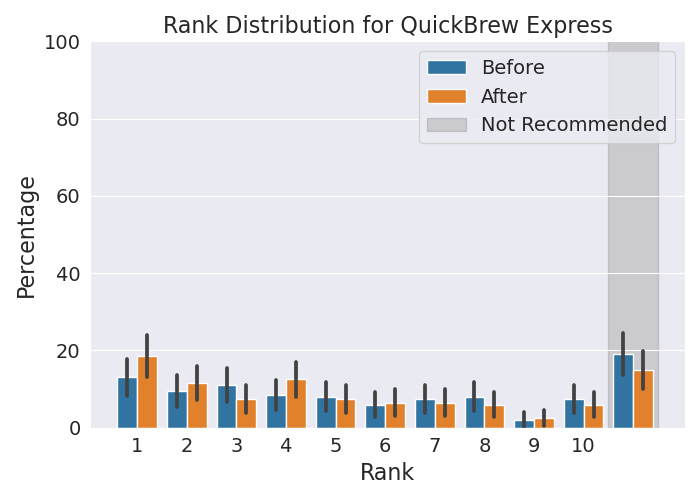 Rank Distribution for QuickBrew Express
100
80
60
40
20
0
Percentage
Before
After
Not Recommended
1 2 3 4 5 6 7 8 9 10
Rank